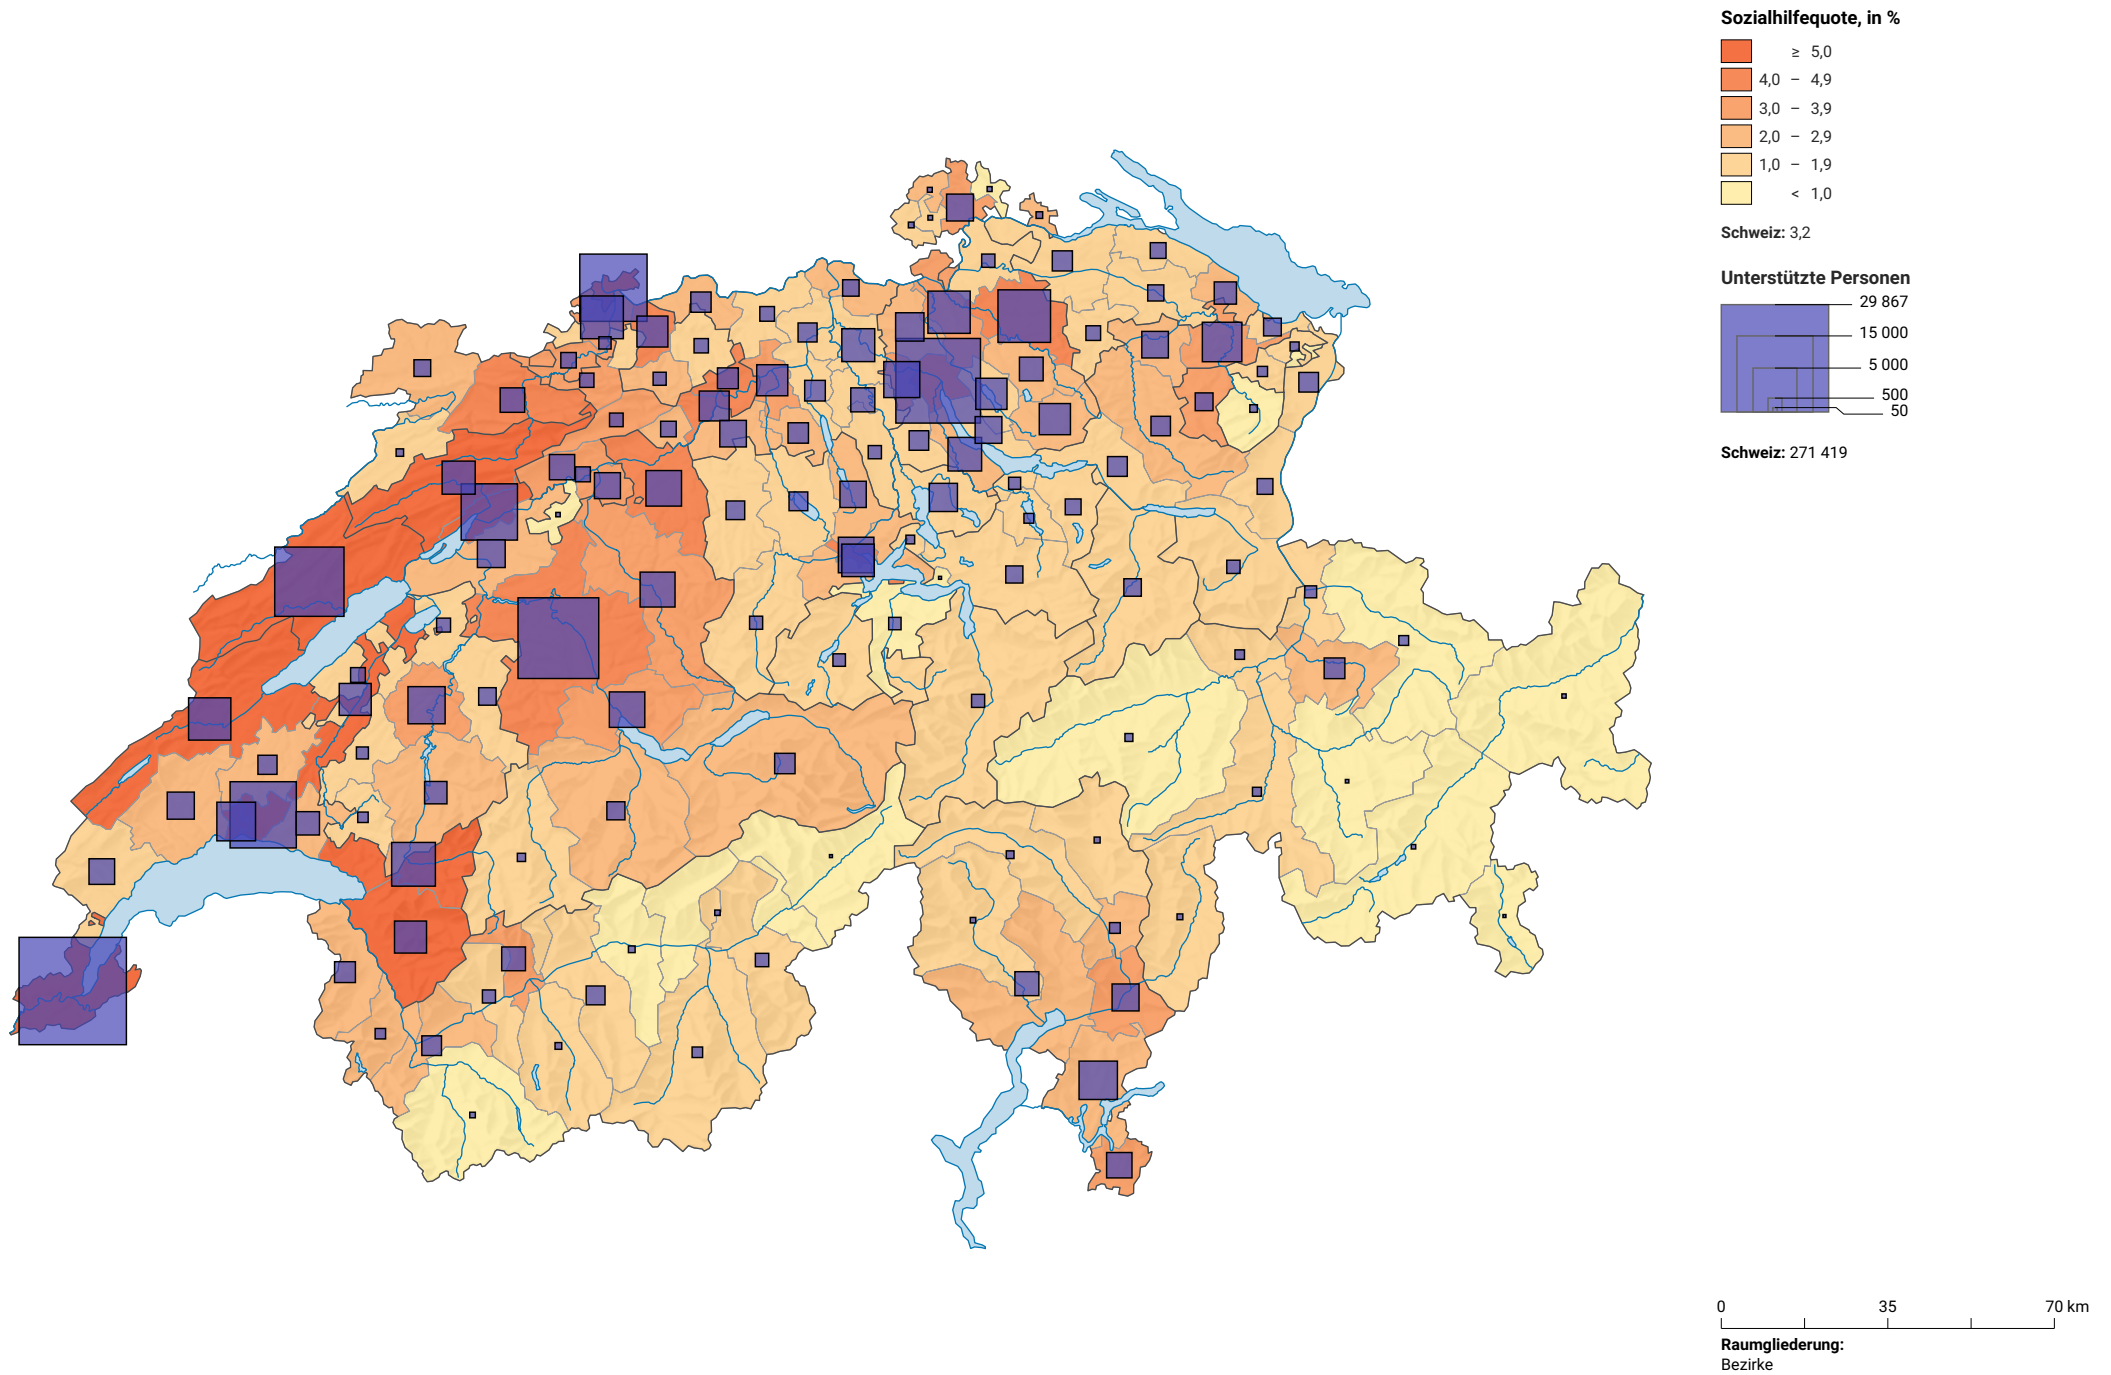 Sozialhilfequote, in %
≥ 5,0
4,0 – 4,9
3,0 – 3,9
2,0 – 2,9
1,0 – 1,9
< 1,0
Schweiz: 3,2
Unterstützte Personen
29 867
15 000
5 000
500
50
Schweiz: 271 419
0 35 70 km
Raumgliederung:
Bezirke